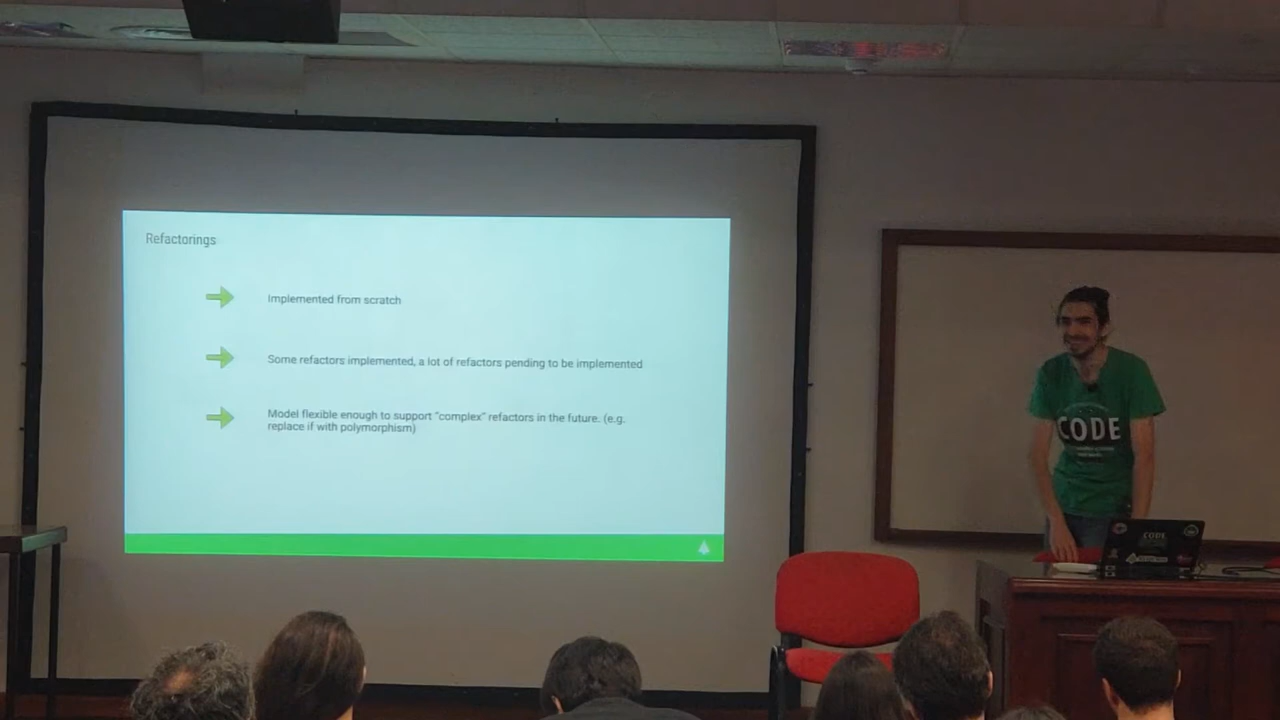 Refactorings
Implemented from scratch
Some refactors implemented, a lot of refactors pending to be implemented
Model flexible enough to support "complex" refactors in the future. (e.g.
replace if with polymorphism)
CODE
CODE